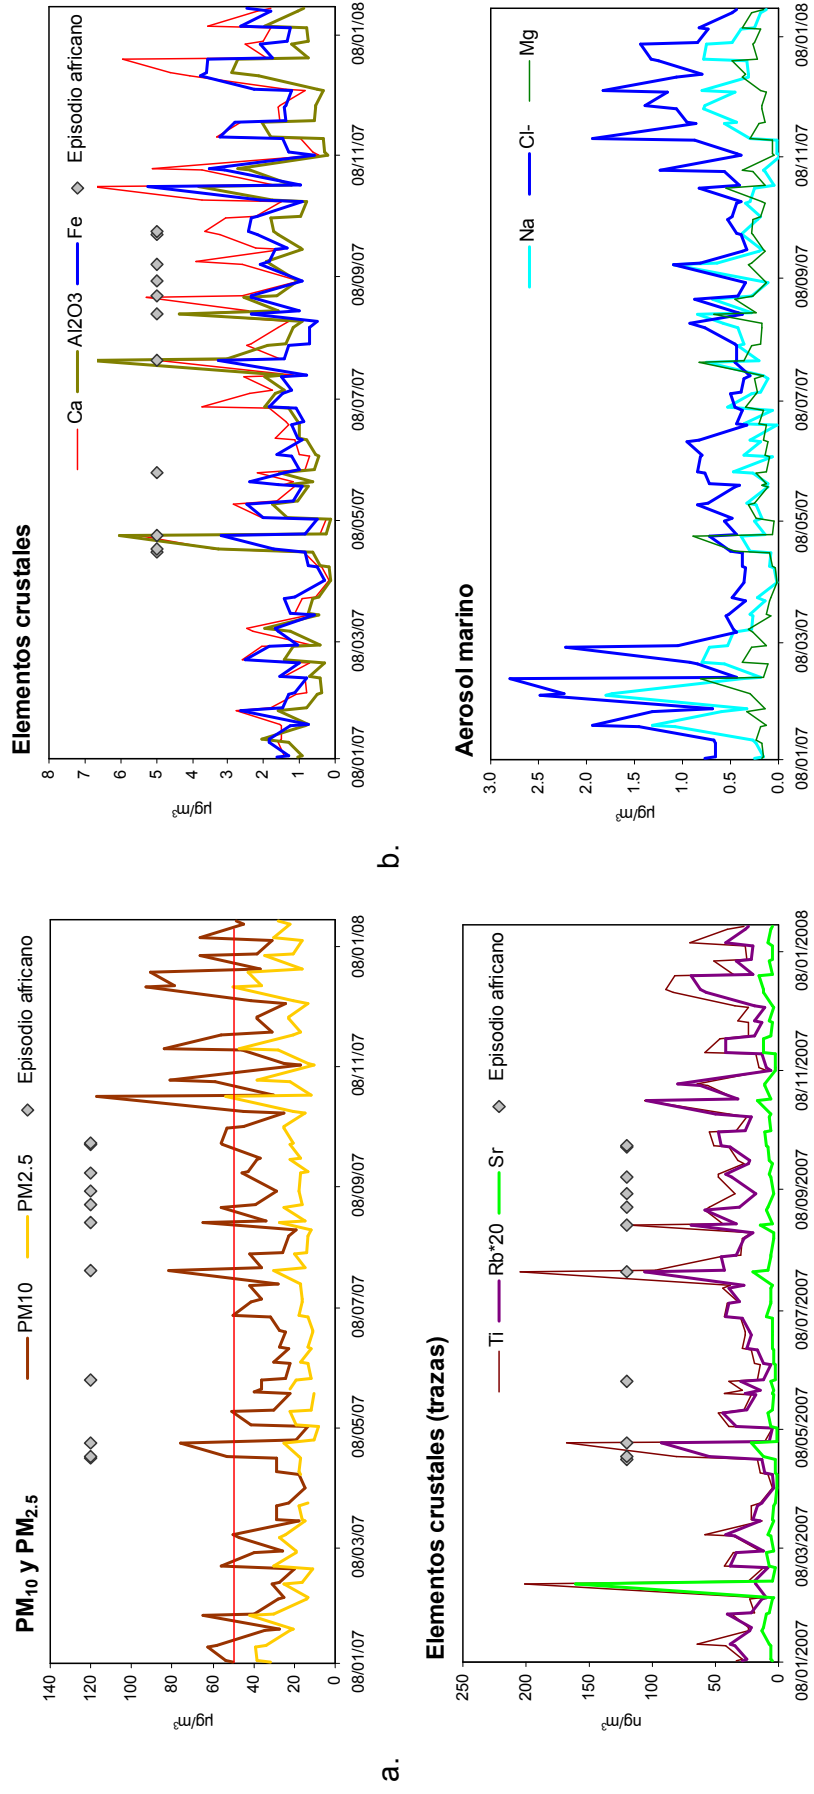 a.
PM10 y PM2.5
PM10 PM2.5 Episodio africano
140
120
100
80
60
40
20
0
µg/m³
08/01/07 08/03/07 08/05/07 08/07/07 08/09/07 08/11/07 08/01/08
Elementos crustales (trazas)
Ti Rb*20 Sr Episodio africano
250
200
150
100
50
0
ng/m³
08/01/2007 08/03/2007 08/05/2007 08/07/2007 08/09/2007 08/11/2007 08/01/2008
b.
Elementos crustales
Ca Al2O3 Fe Episodio africano
8
7
6
5
4
3
2
1
0
µg/m³
08/01/07 08/03/07 08/05/07 08/07/07 08/09/07 08/11/07 08/01/08
Aerosol marino
Na Cl- Mg
3.0
2.5
2.0
1.5
1.0
0.5
0.0
µg/m³
08/01/07 08/03/07 08/05/07 08/07/07 08/09/07 08/11/07 08/01/08